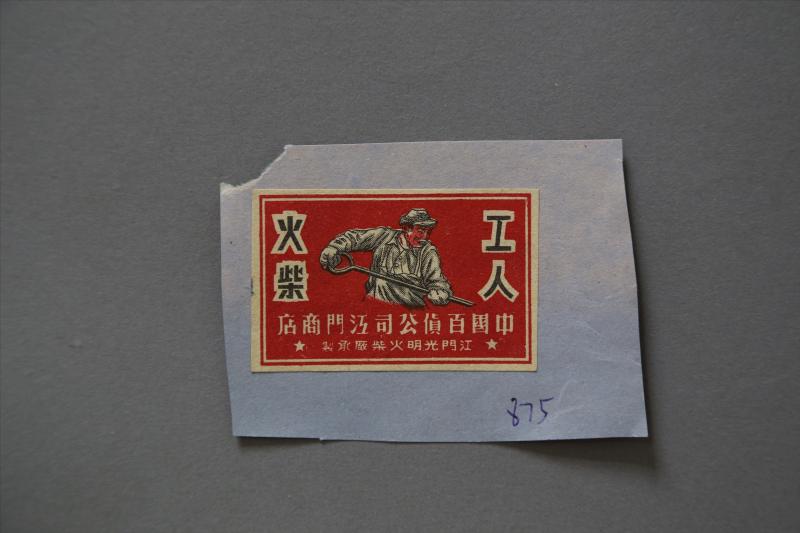 工人
火柴
中國百貨公司江門商店
★ 江門光明火柴廠承製 ★
875